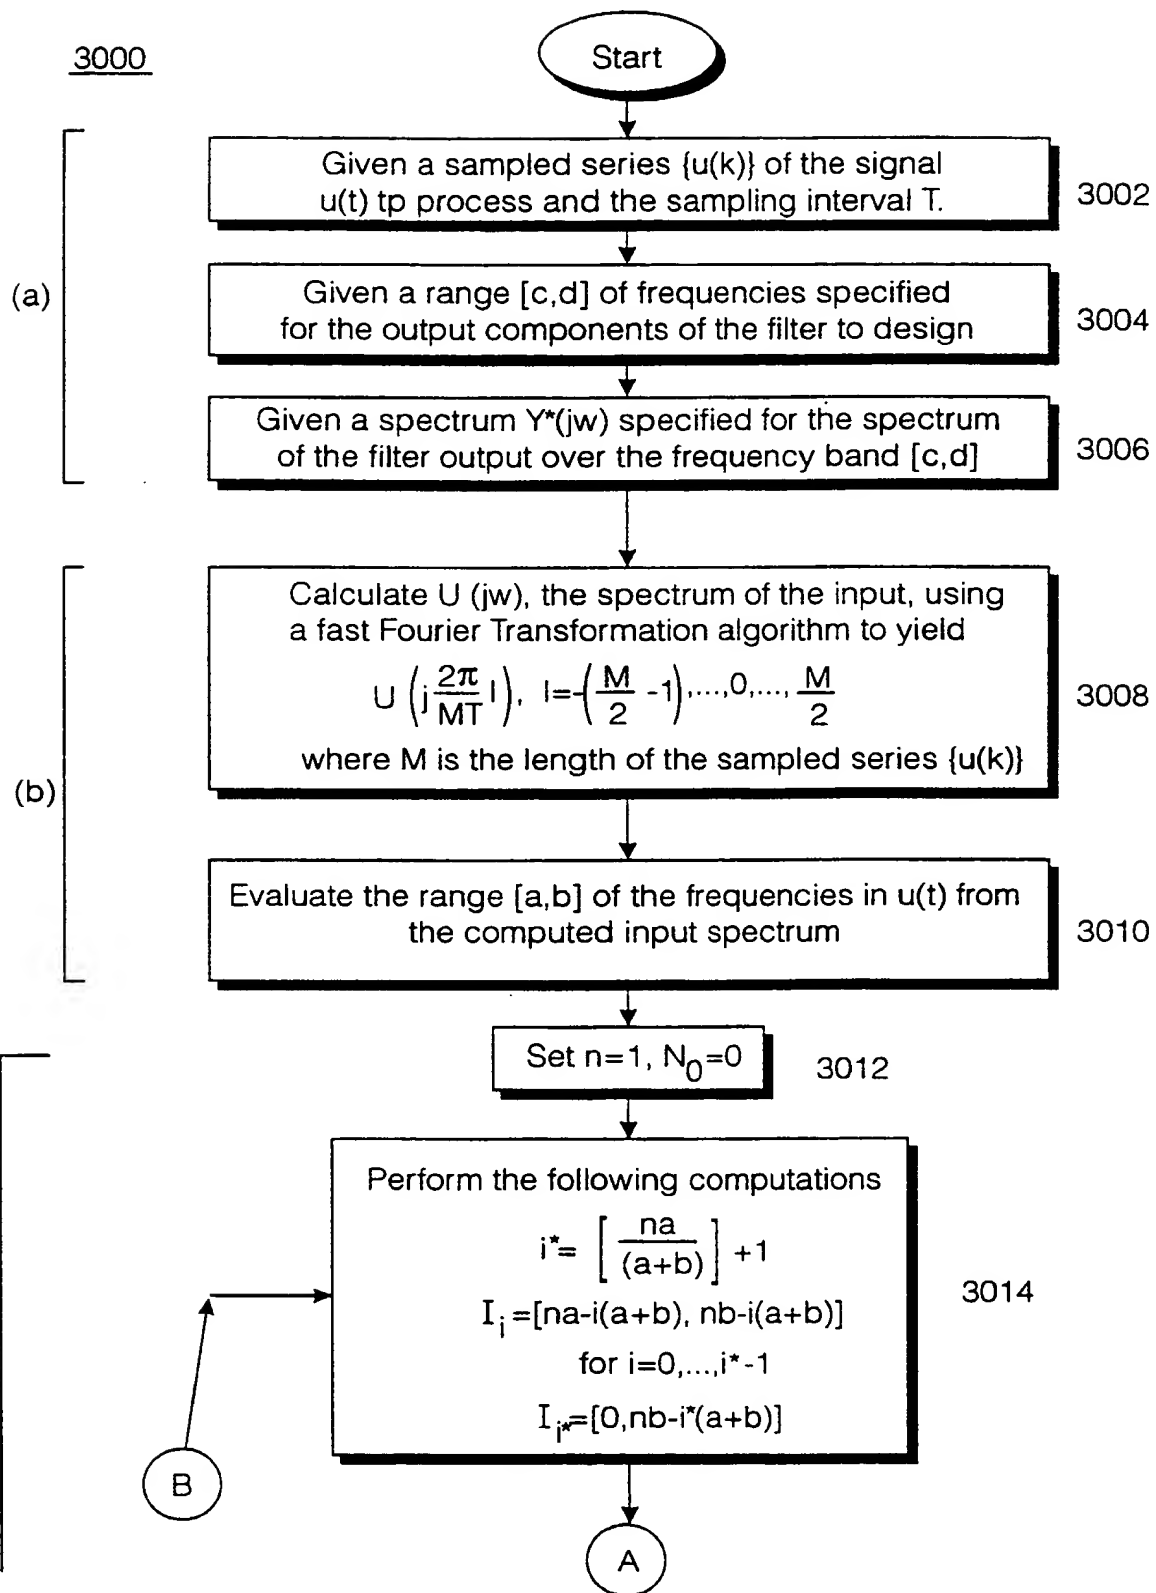 3000
Start
Given a sampled series {u(k)} of the signal
u(t) tp process and the sampling interval T.
3002
(a)
Given a range [c,d] of frequencies specified
for the output components of the filter to design
3004
Given a spectrum Y*(jw) specified for the spectrum
of the filter output over the frequency band [c,d]
3006
(b)
Calculate U (jw), the spectrum of the input, using
a fast Fourier Transformation algorithm to yield
U (j 2π/MT l), l=-(M/2 -1),...,0,..., M/2
where M is the length of the sampled series {u(k)}
3008
Evaluate the range [a,b] of the frequencies in u(t) from
the computed input spectrum
3010
Set n=1, N₀=0
3012
Perform the following computations
i*= [na/(a+b)] +1
I_i=[na-i(a+b), nb-i(a+b)]
for i=0,...,i*-1
I_i*=[0,nb-i*(a+b)]
3014
B
A